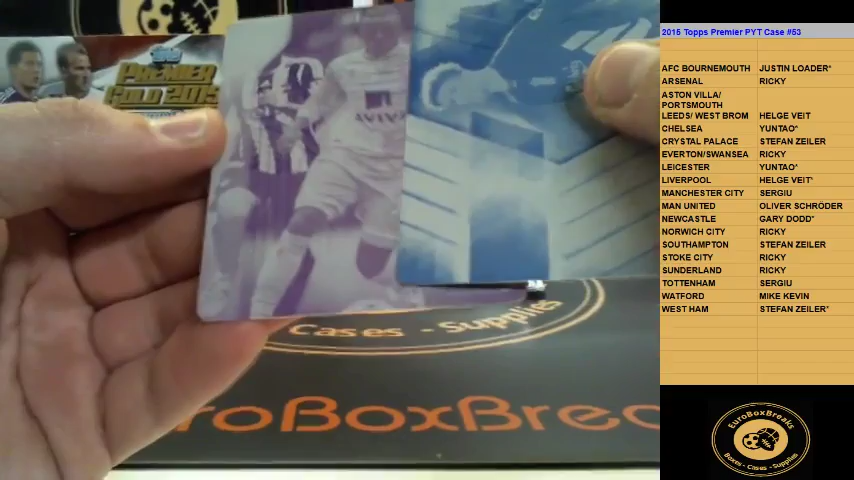 2015 Topps Premier PYT Case #53
AFC BOURNEMOUTH JUSTIN LOADER*
ARSENAL RICKY
ASTON VILLA/
PORTSMOUTH
LEEDS/ WEST BROM HELGE VEIT
CHELSEA YUNTAO*
CRYSTAL PALACE STEFAN ZEILER
EVERTON/SWANSEA RICKY
LEICESTER YUNTAO*
LIVERPOOL HELGE VEIT*
MANCHESTER CITY SERGIU
MAN UNITED OLIVER SCHRÖDER
NEWCASTLE GARY DODD*
NORWICH CITY RICKY
SOUTHAMPTON STEFAN ZEILER
STOKE CITY RICKY
SUNDERLAND RICKY
TOTTENHAM SERGIU
WATFORD MIKE KEVIN
WEST HAM STEFAN ZEILER*
EuroBoxBreaks
Boxes - Cases - Supplies
Topps
PREMIER
GOLD 2015
AVIVA
Cases - Supplies
roBoxBrea